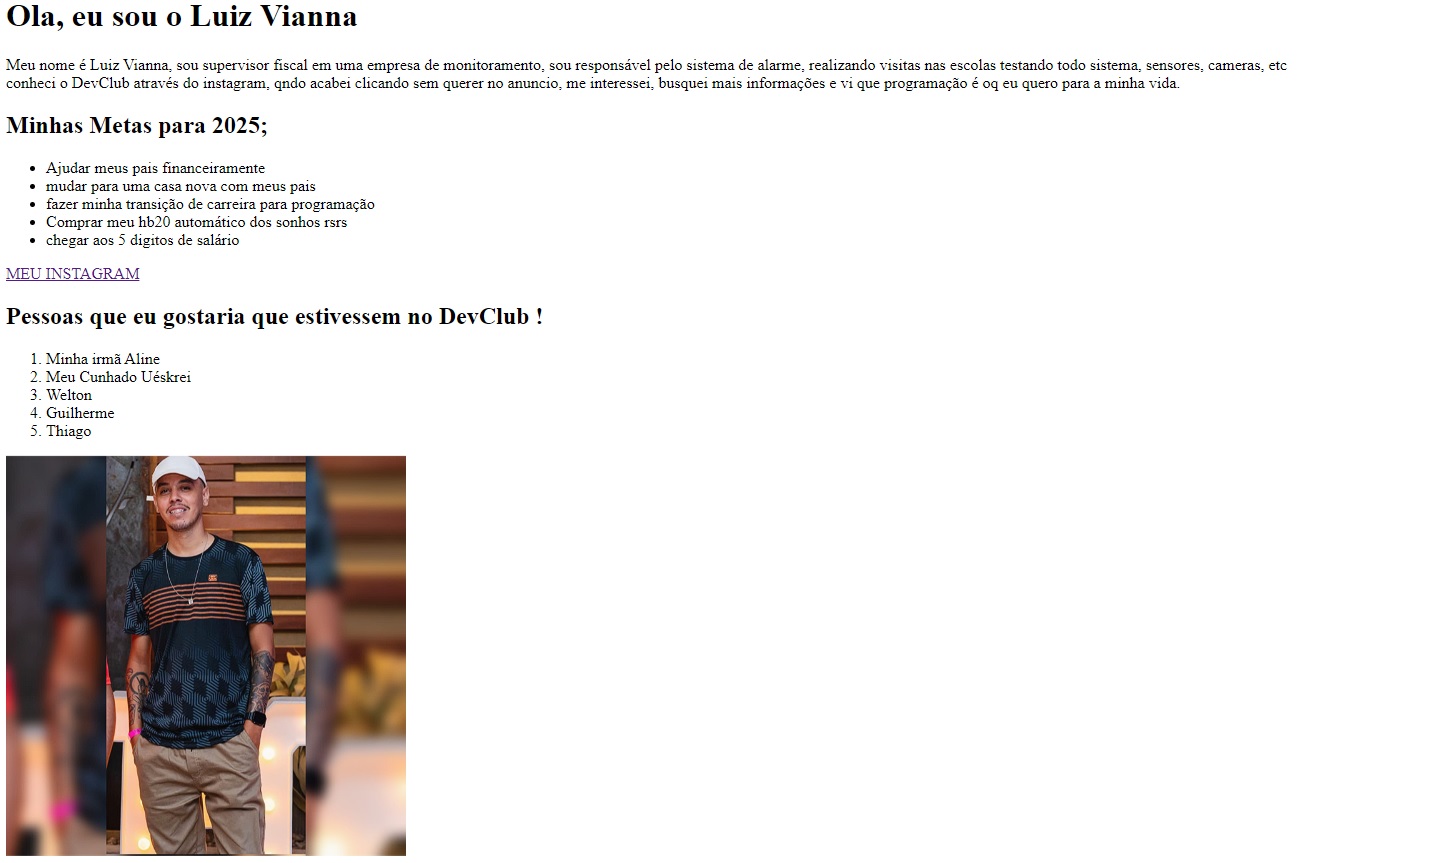 Ola, eu sou o Luiz Vianna
Meu nome é Luiz Vianna, sou supervisor fiscal em uma empresa de monitoramento, sou responsável pelo sistema de alarme, realizando visitas nas escolas testando todo sistema, sensores, cameras, etc
conheci o DevClub através do instagram, qndo acabei clicando sem querer no anuncio, me interessei, busquei mais informações e vi que programação é oq eu quero para a minha vida.
Minhas Metas para 2025;
• Ajudar meus pais financeiramente
• mudar para uma casa nova com meus pais
• fazer minha transição de carreira para programação
• Comprar meu hb20 automático dos sonhos rsrs
• chegar aos 5 digitos de salário
MEU INSTAGRAM
Pessoas que eu gostaria que estivessem no DevClub !
1. Minha irmã Aline
2. Meu Cunhado Uéskrei
3. Welton
4. Guilherme
5. Thiago